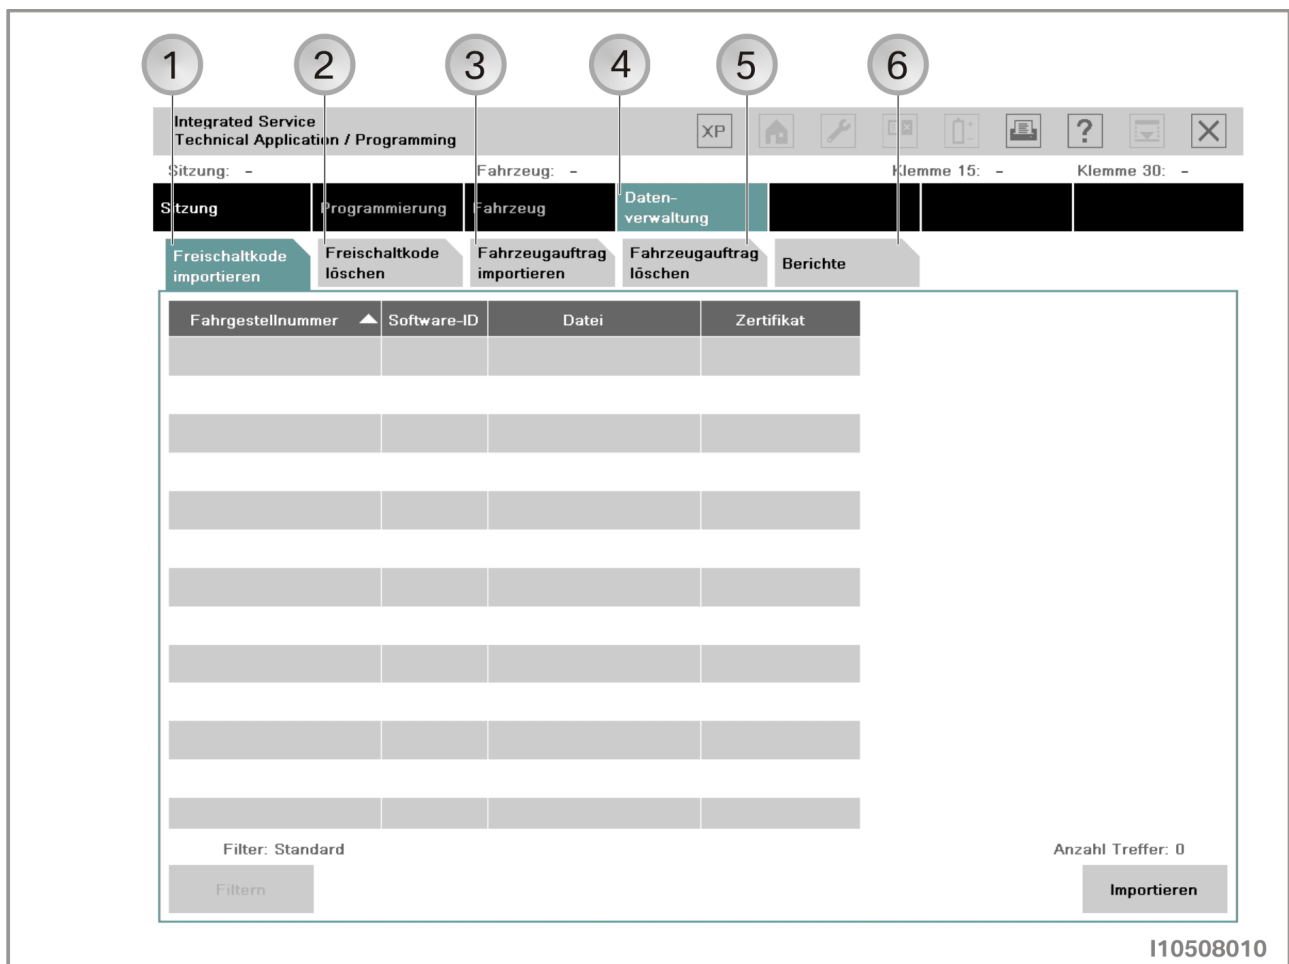 1 2 3 4 5 6
Integrated Service
Technical Application / Programming
XP ?
Sitzung: - Fahrzeug: - Klemme 15: - Klemme 30: -
Sitzung Programmierung Fahrzeug Daten-
verwaltung
Freischaltkode
importieren
Freischaltkode
löschen
Fahrzeugauftrag
importieren
Fahrzeugauftrag
löschen
Berichte
Fahrgestellnummer Software-ID Datei Zertifikat
Filter: Standard Anzahl Treffer: 0
Filtern Importieren
I10508010